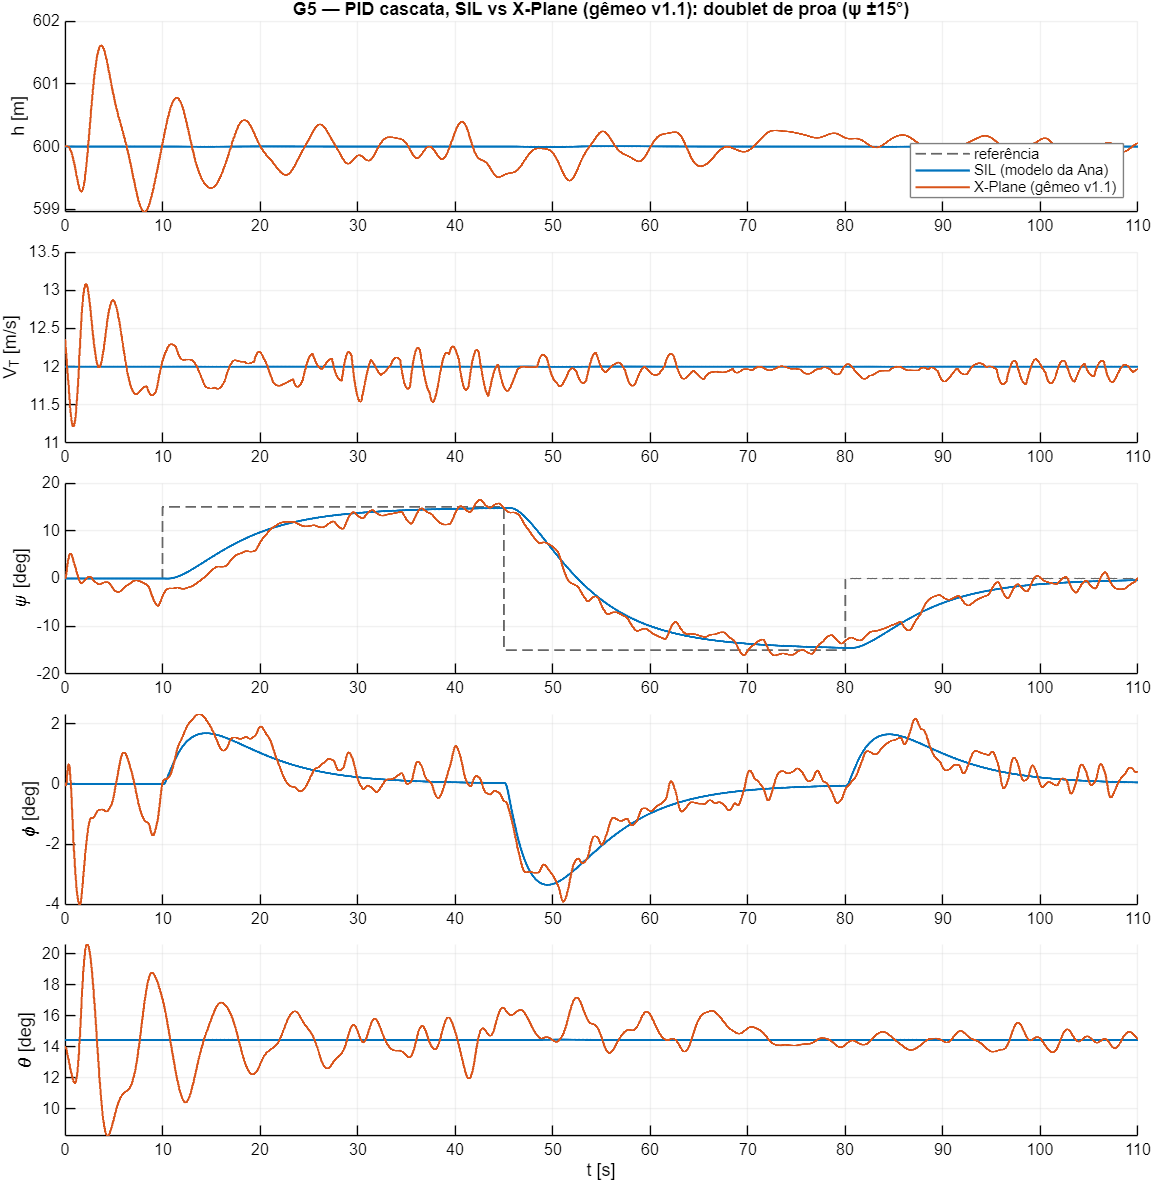 G5 — PID cascata, SIL vs X-Plane (gêmeo v1.1): doublet de proa (ψ ±15°)
602
601
600
599
h [m]
0 10 20 30 40 50 60 70 80 90 100 110
referência
SIL (modelo da Ana)
X-Plane (gêmeo v1.1)
13.5
13
12.5
12
11.5
11
V_T [m/s]
0 10 20 30 40 50 60 70 80 90 100 110
20
10
0
-10
-20
ψ [deg]
0 10 20 30 40 50 60 70 80 90 100 110
2
0
-2
-4
ϕ [deg]
0 10 20 30 40 50 60 70 80 90 100 110
20
18
16
14
12
10
θ [deg]
0 10 20 30 40 50 60 70 80 90 100 110
t [s]